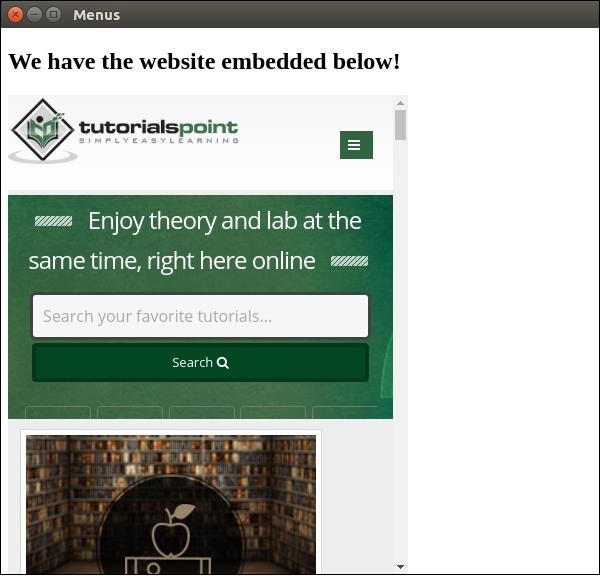 Menus
We have the website embedded below!
tutorialspoint
SIMPLYEASYLEARNING
Enjoy theory and lab at the
same time, right here online
Search your favorite tutorials...
Search